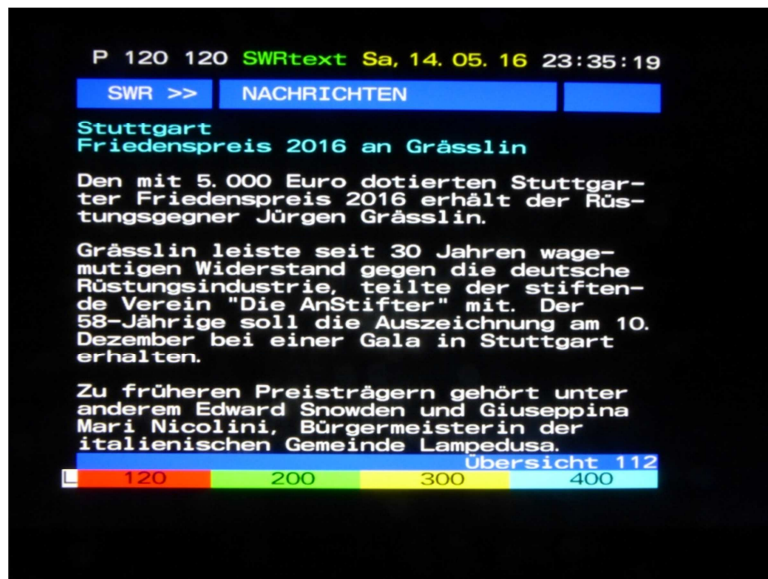 P 120 120 SWRtext Sa, 14. 05. 16 23:35:19
SWR >> NACHRICHTEN
Stuttgart
Friedenspreis 2016 an Grässlin
Den mit 5.000 Euro dotierten Stuttgar-
ter Friedenspreis 2016 erhält der Rüs-
tungsgegner Jürgen Grässlin.
Grässlin leiste seit 30 Jahren wage-
mutigen Widerstand gegen die deutsche
Rüstungsindustrie, teilte der stiften-
de Verein "Die AnStifter" mit. Der
58-Jährige soll die Auszeichnung am 10.
Dezember bei einer Gala in Stuttgart
erhalten.
Zu früheren Preisträgern gehört unter
anderem Edward Snowden und Giuseppina
Mari Nicolini, Bürgermeisterin der
italienischen Gemeinde Lampedusa.
Übersicht 112
L 120 200 300 400